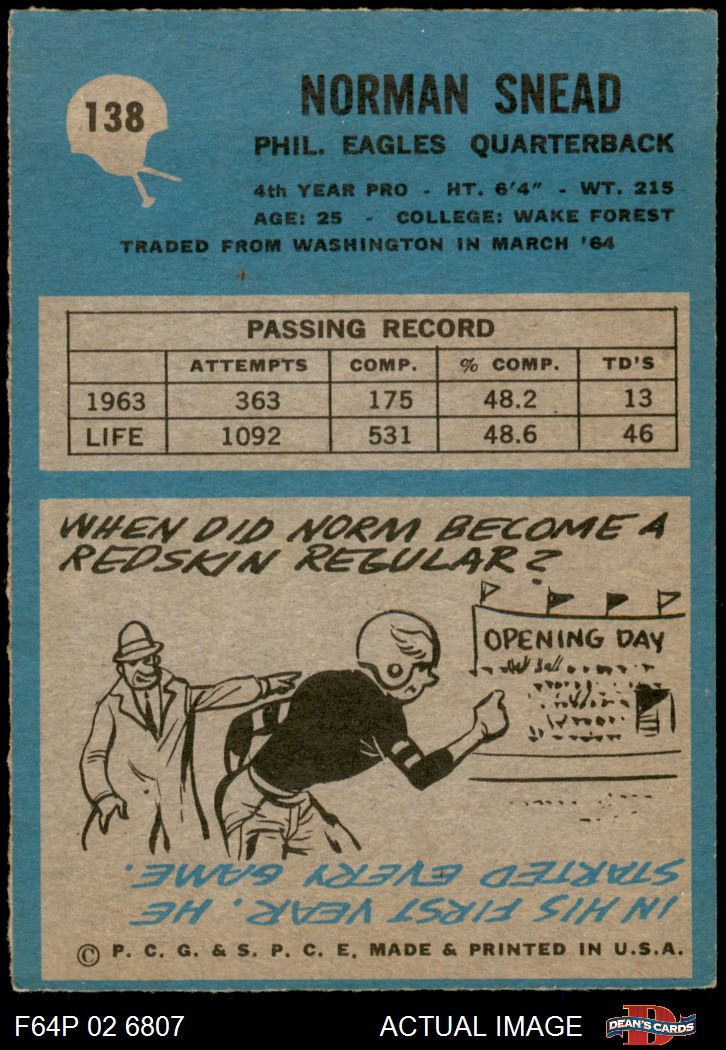 138
NORMAN SNEAD
PHIL. EAGLES QUARTERBACK
4th YEAR PRO - HT. 6'4" - WT. 215
AGE: 25 - COLLEGE: WAKE FOREST
TRADED FROM WASHINGTON IN MARCH '64
PASSING RECORD
ATTEMPTS COMP. % COMP. TD'S
1963 363 175 48.2 13
LIFE 1092 531 48.6 46
WHEN DID NORM BECOME A
REDSKIN REGULAR?
OPENING DAY
IN HIS FIRST YEAR, HE
STARTED EVERY GAME.
© P. C. G. & S. P. C. E. MADE & PRINTED IN U.S.A.
F64P 02 6807 ACTUAL IMAGE
D
DEAN'S CARDS